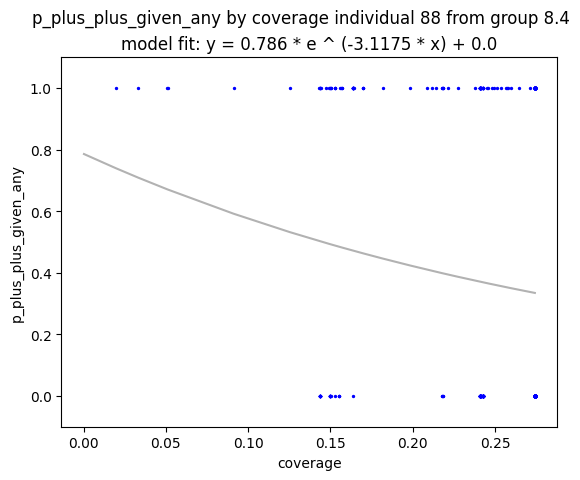 p_plus_plus_given_any by coverage individual 88 from group 8.4
model fit: y = 0.786 * e ^ (-3.1175 * x) + 0.0
p_plus_plus_given_any
1.0
0.8
0.6
0.4
0.2
0.0
0.00 0.05 0.10 0.15 0.20 0.25
coverage